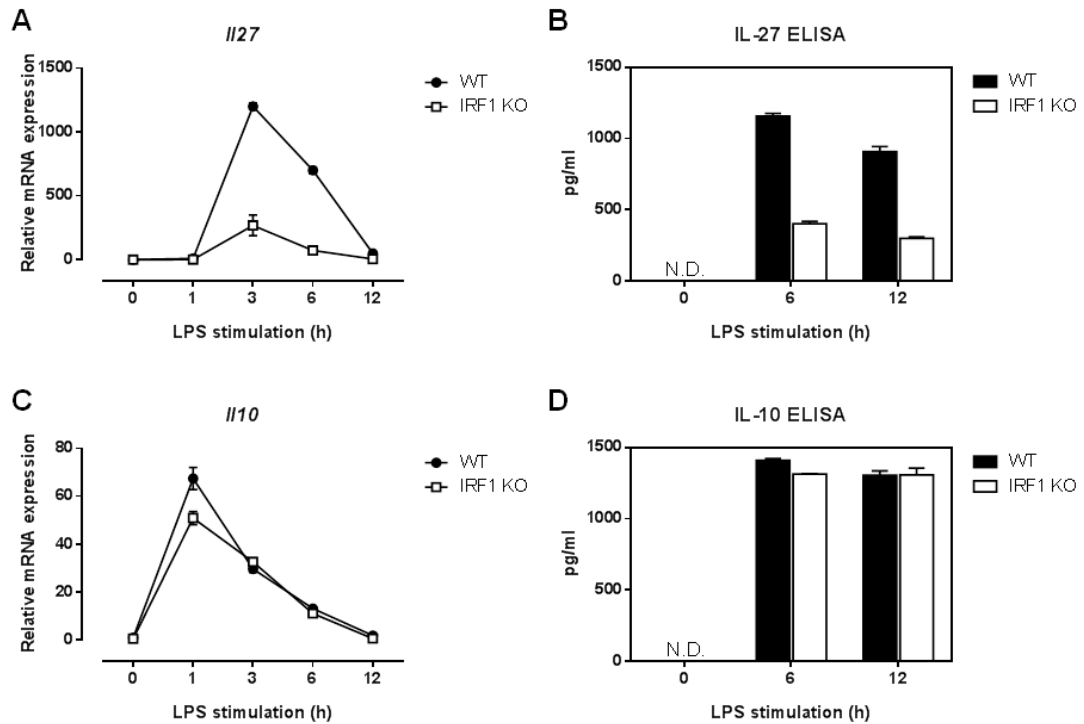 A
Il27
Relative mRNA expression
1500
1000
500
0
0 1 3 6 12
LPS stimulation (h)
WT
IRF1 KO
B
IL-27 ELISA
pg/ml
1500
1000
500
0
N.D.
0 6 12
LPS stimulation (h)
WT
IRF1 KO
C
Il10
Relative mRNA expression
80
60
40
20
0
0 1 3 6 12
LPS stimulation (h)
WT
IRF1 KO
D
IL-10 ELISA
pg/ml
1500
1000
500
0
N.D.
0 6 12
LPS stimulation (h)
WT
IRF1 KO